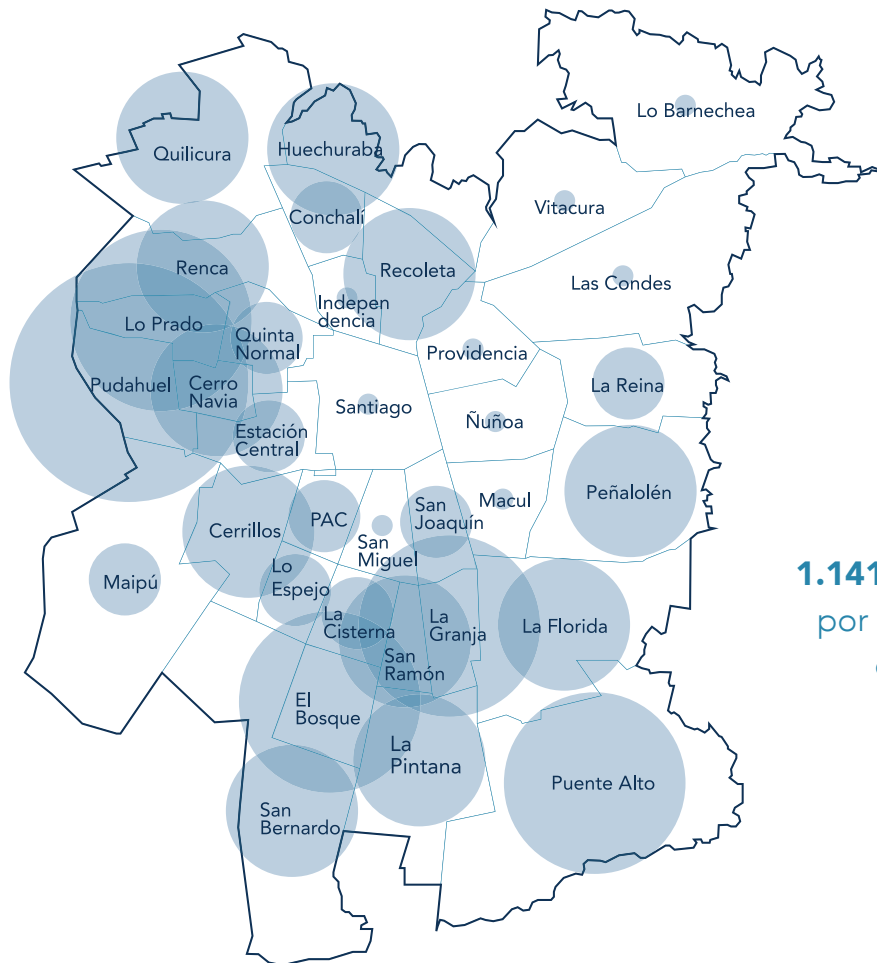 Lo Barnechea
Quilicura
Huechuraba
Conchalí
Vitacura
Renca
Recoleta
Las Condes
Indepen
dencia
Lo Prado
Quinta
Normal
Providencia
Pudahuel
Cerro
Navia
La Reina
Santiago
Ñuñoa
Estación
Central
Peñalolén
Cerrillos
PAC
San
Joaquín
Macul
San
Miguel
Maipú
Lo
Espejo
1.141
por
La
Cisterna
La
Granja
La Florida
San
Ramón
El
Bosque
La
Pintana
Puente Alto
San
Bernardo